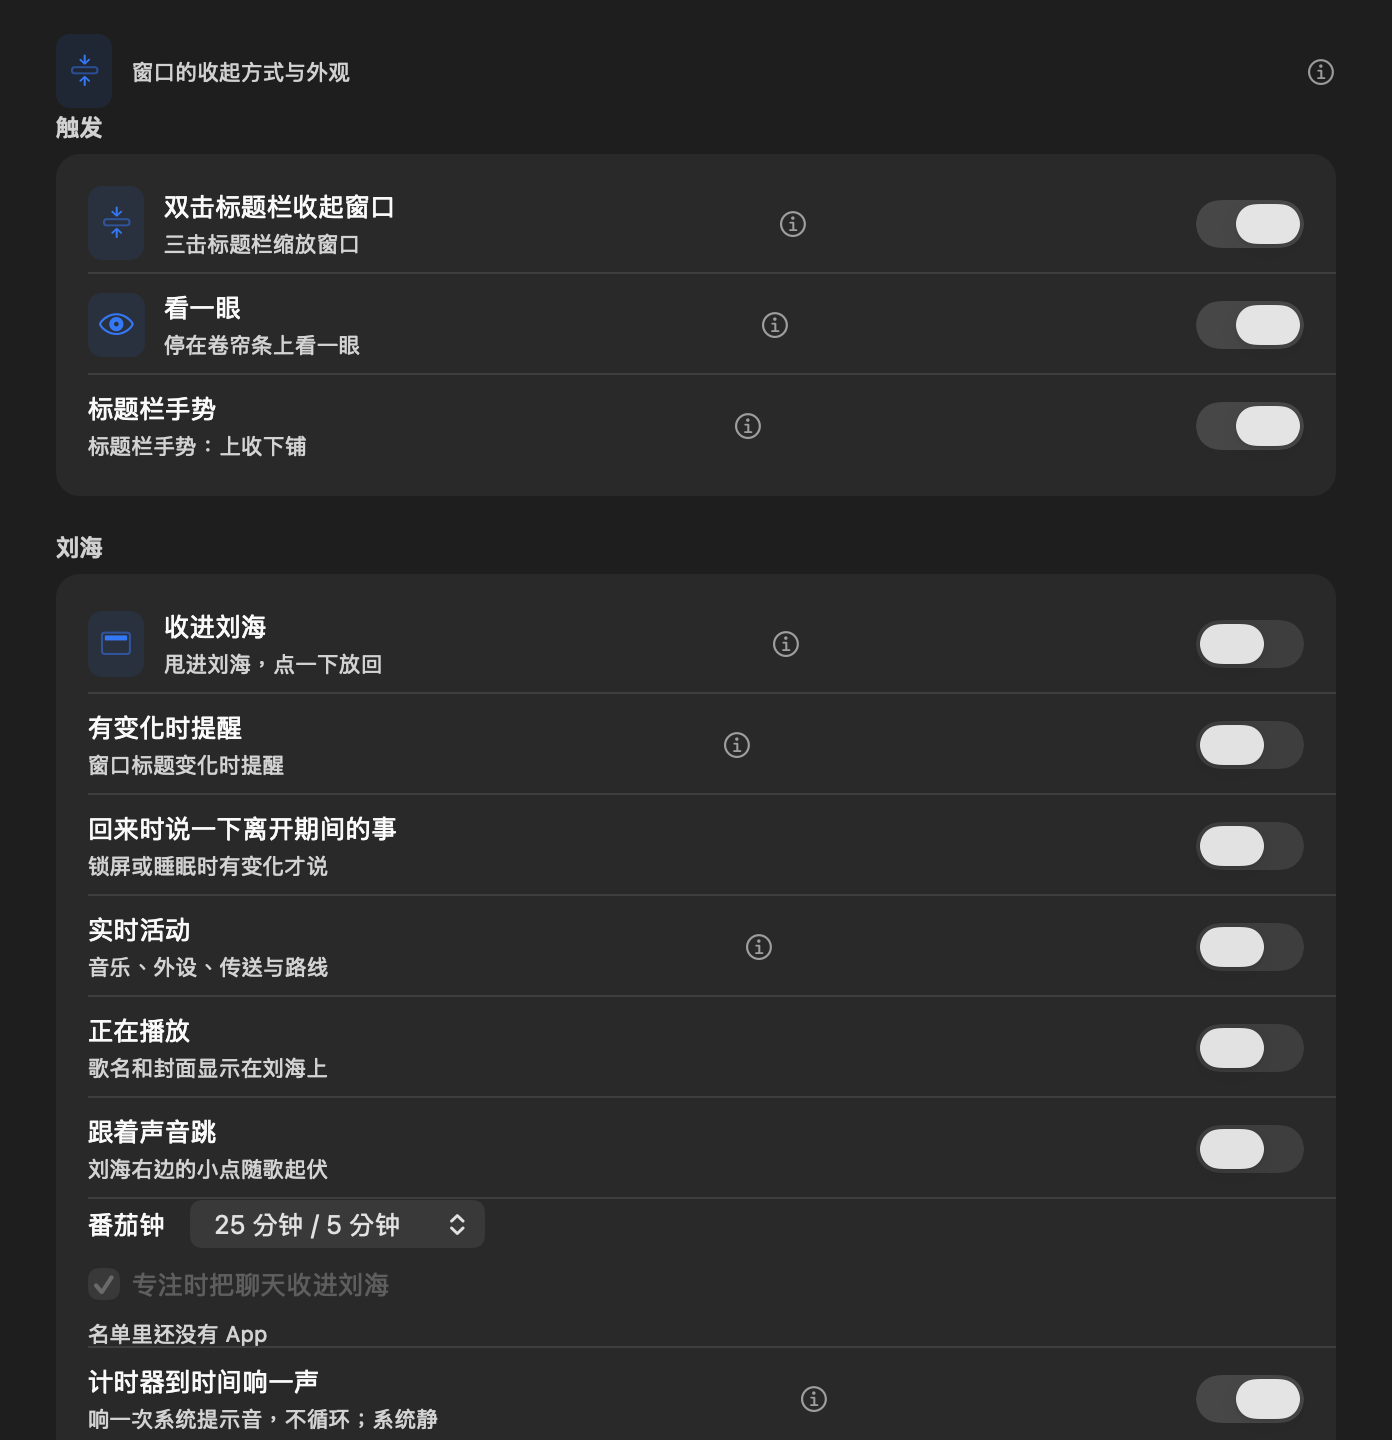 窗口的收起方式与外观
触发
双击标题栏收起窗口
三击标题栏缩放窗口
看一眼
停在卷帘条上看一眼
标题栏手势
标题栏手势：上收下铺
刘海
收进刘海
甩进刘海，点一下放回
有变化时提醒
窗口标题变化时提醒
回来时说一下离开期间的事
锁屏或睡眠时有变化才说
实时活动
音乐、外设、传送与路线
正在播放
歌名和封面显示在刘海上
跟着声音跳
刘海右边的小点随歌起伏
番茄钟 25 分钟 / 5 分钟
专注时把聊天收进刘海
名单里还没有 App
计时器到时间响一声
响一次系统提示音，不循环；系统静